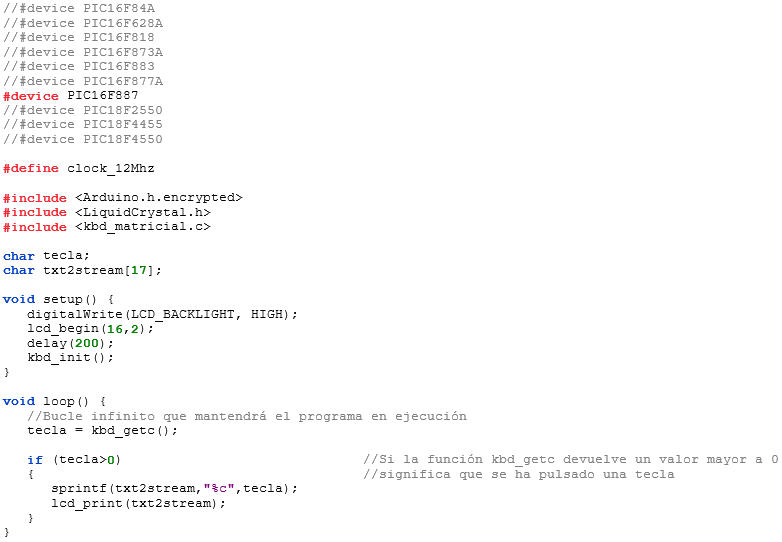 //#device PIC16F84A
//#device PIC16F628A
//#device PIC16F818
//#device PIC16F873A
//#device PIC16F883
//#device PIC16F877A
#device PIC16F887
//#device PIC18F2550
//#device PIC18F4455
//#device PIC18F4550
#define clock_12Mhz
#include <Arduino.h.encrypted>
#include <LiquidCrystal.h>
#include <kbd_matricial.c>
char tecla;
char txt2stream[17];
void setup() {
digitalWrite(LCD_BACKLIGHT, HIGH);
lcd_begin(16,2);
delay(200);
kbd_init();
}
void loop() {
//Bucle infinito que mantendrá el programa en ejecución
tecla = kbd_getc();
if (tecla>0) //Si la función kbd_getc devuelve un valor mayor a 0
{ //significa que se ha pulsado una tecla
sprintf(txt2stream,"%c",tecla);
lcd_print(txt2stream);
}
}